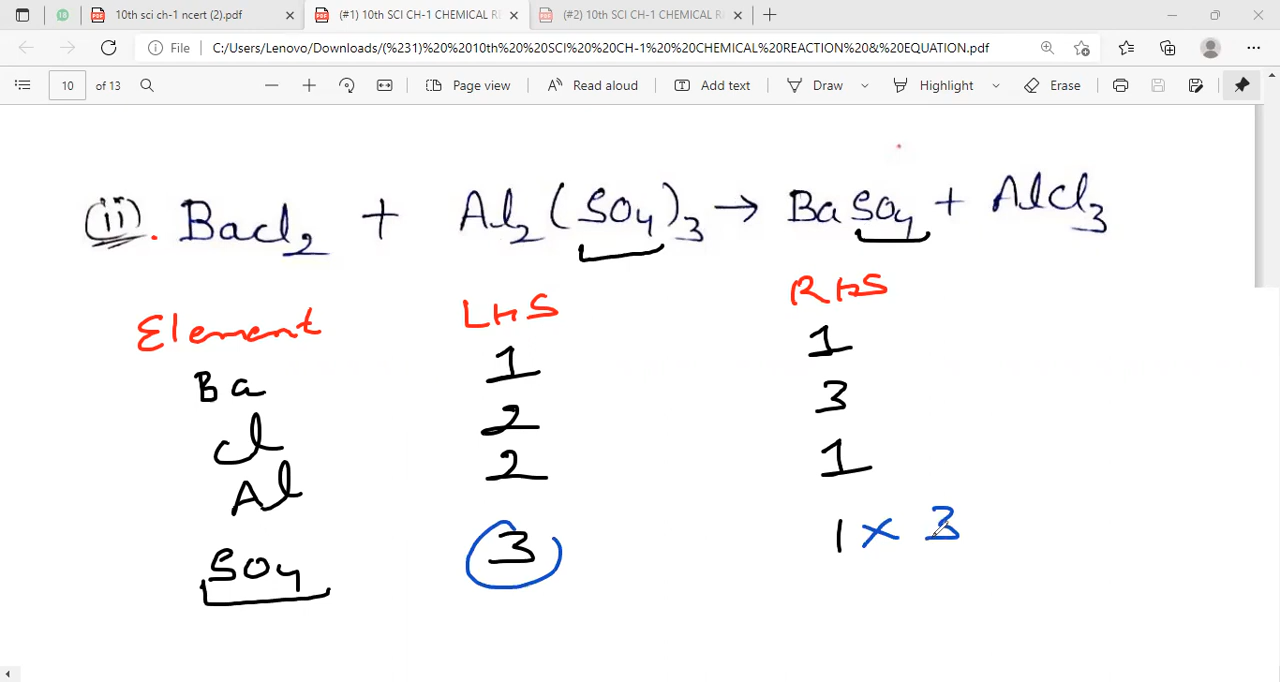 10th sci ch-1 ncert (2).pdf (#1) 10th SCI CH-1 CHEMICAL RE (#2) 10th SCI CH-1 CHEMICAL RE
File C:/Users/Lenovo/Downloads/(%231)%20%2010th%20%20SCI%20%20CH-1%20%20CHEMICAL%20REACTION%20&%20EQUATION.pdf
10 of 13 Page view Read aloud Add text Draw Highlight Erase
(ii). BaCl2 + Al2(SO4)3 → BaSO4 + AlCl3
Element LHS RHS
Ba 1 1
Cl 2 3
Al 2 1
SO4 3 1 × 3